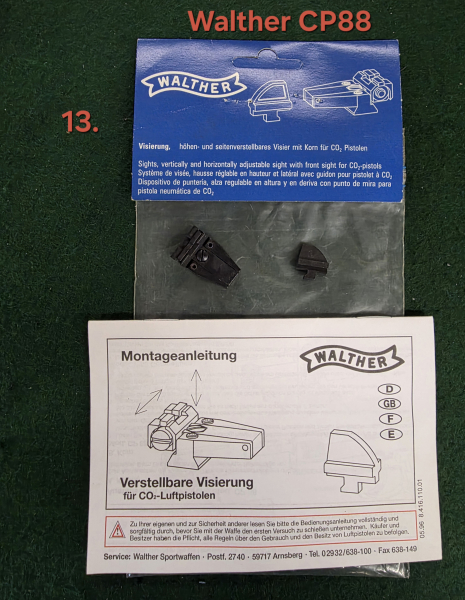 Walther CP88
13.
WALTHER
Visierung, höhen- und seitenverstellbares Visier mit Korn für CO₂ Pistolen
Sights, vertically and horizontally adjustable sight with front sight for CO₂-pistols
Système de visée, hausse réglable en hauteur et latéral avec guidon pour pistolet à CO₂
Dispositivo de puntería, alza regulable en altura y en deriva con punto de mira para
pistola neumática de CO₂
Montageanleitung
WALTHER
D
GB
F
E
Verstellbare Visierung
für CO₂-Luftpistolen
Zu Ihrer eigenen und zur Sicherheit anderer lesen Sie bitte die Bedienungsanleitung vollständig und
sorgfältig durch, bevor Sie mit der Waffe den ersten Versuch zu schießen unternehmen. Käufer und
Besitzer haben die Pflicht, alle Regeln über den Gebrauch und den Besitz von Luftpistolen zu befolgen.
05.96 8.416.110.01
Service: Walther Sportwaffen · Postf. 2740 · 59717 Arnsberg · Tel. 02932/638-100 · Fax 638-149